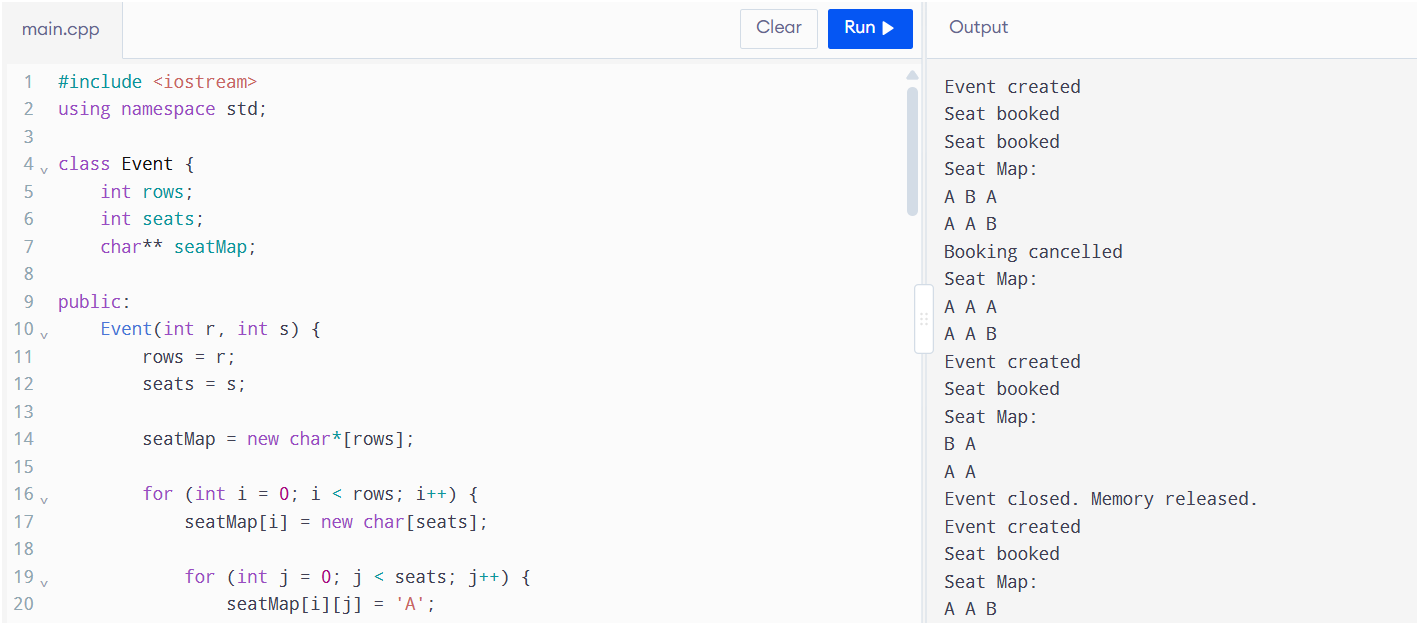 main.cpp
Clear
Run
Output
1 #include <iostream>
2 using namespace std;
3
4 class Event {
5     int rows;
6     int seats;
7     char** seatMap;
8
9 public:
10     Event(int r, int s) {
11         rows = r;
12         seats = s;
13
14         seatMap = new char*[rows];
15
16         for (int i = 0; i < rows; i++) {
17             seatMap[i] = new char[seats];
18
19             for (int j = 0; j < seats; j++) {
20                 seatMap[i][j] = 'A';
Event created
Seat booked
Seat booked
Seat Map:
A B A
A A B
Booking cancelled
Seat Map:
A A A
A A B
Event created
Seat booked
Seat Map:
B A
A A
Event closed. Memory released.
Event created
Seat booked
Seat Map:
A A B